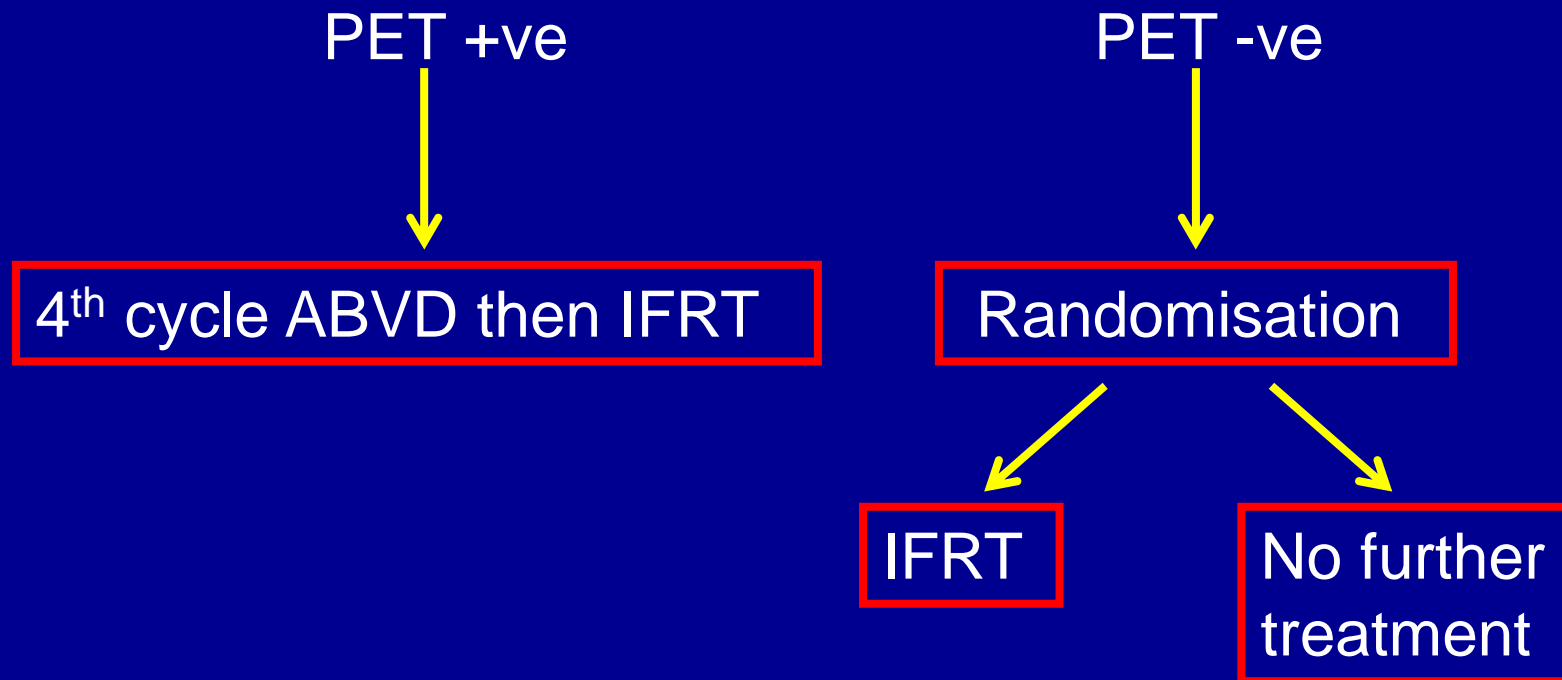 PET +ve
PET -ve
4th cycle ABVD then IFRT
Randomisation
IFRT
No further
treatment